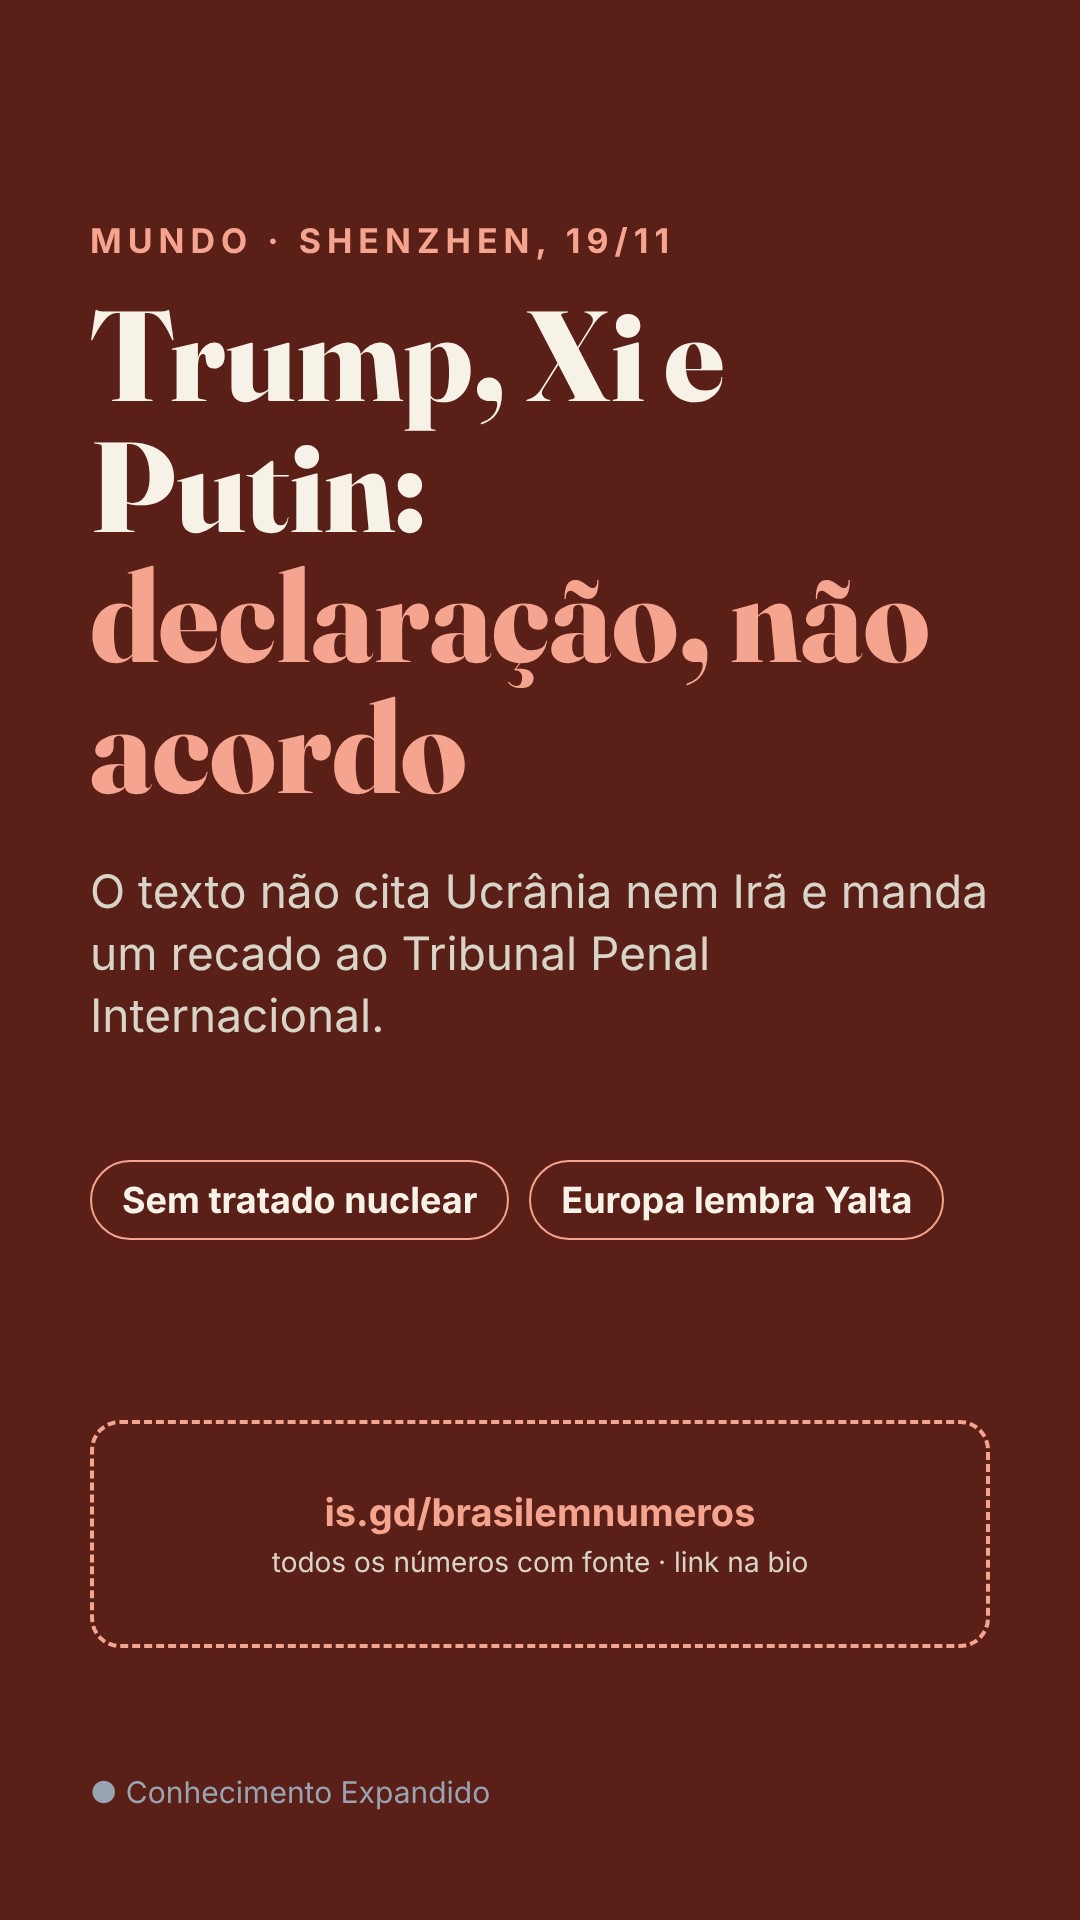 MUNDO · SHENZHEN, 19/11
Trump, Xi e
Putin:
declaração, não
acordo
O texto não cita Ucrânia nem Irã e manda
um recado ao Tribunal Penal
Internacional.
Sem tratado nuclear
Europa lembra Yalta
is.gd/brasilemnumeros
todos os números com fonte · link na bio
Conhecimento Expandido